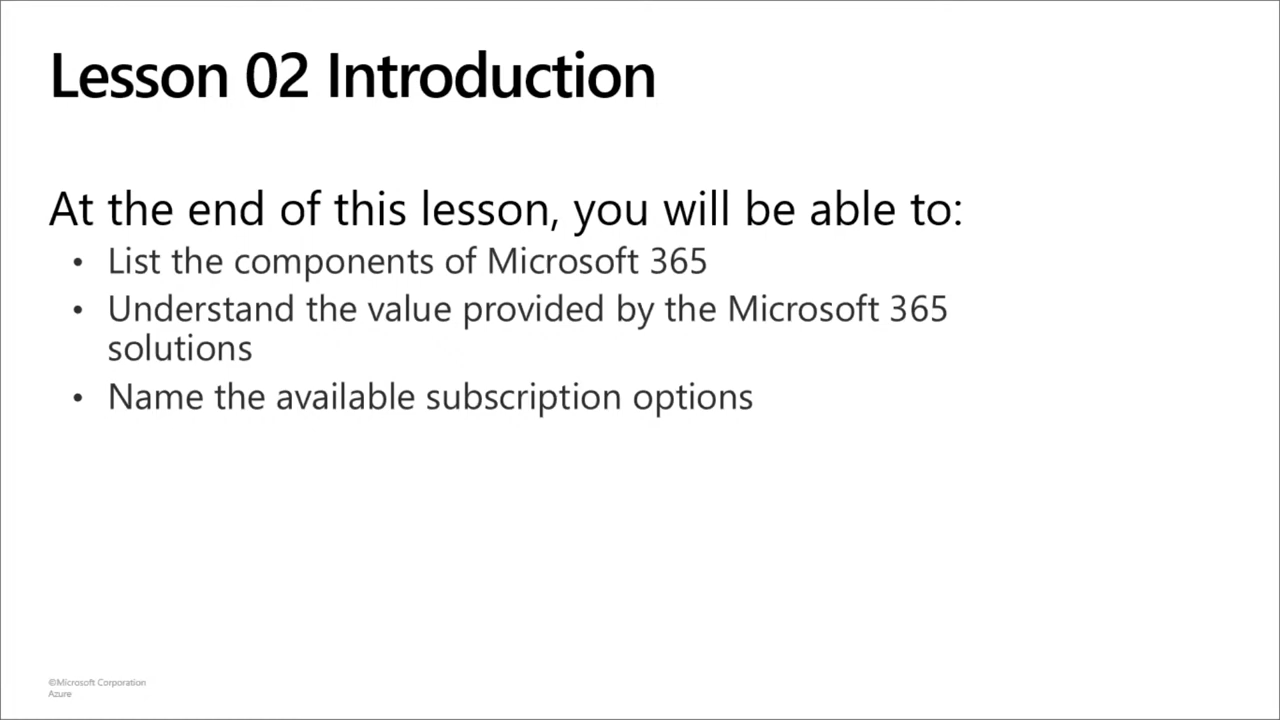 Lesson 02 Introduction
At the end of this lesson, you will be able to:
• List the components of Microsoft 365
• Understand the value provided by the Microsoft 365
solutions
• Name the available subscription options
©Microsoft Corporation
Azure